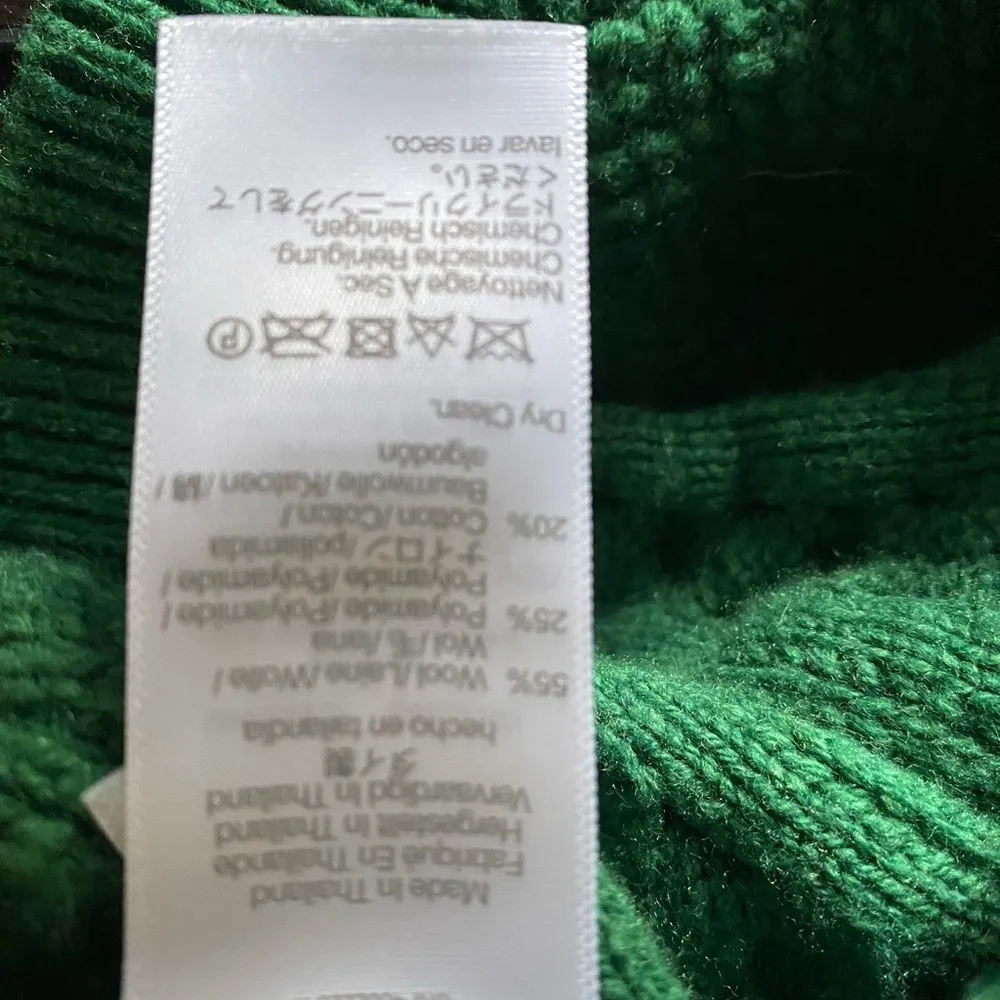 Made In Thailand
Fabriqué En Thaïlande
Hergestellt In Thailand
Vervaardigd In Thailand
タイ製
hecho en tailandia
55% Wool /Laine /Wolle /
Wol /毛 /lana
25% Polyamide /Polyamide /
Polyamide /Polyamide /
ナイロン /poliamida
20% Cotton /Coton /
Baumwolle /Katoen /綿 /
algodón
Dry Clean.
P
Nettoyage A Sec.
Chemische Reinigung.
Chemisch Reinigen.
ドライクリーニングをして
ください。
lavar en seco.